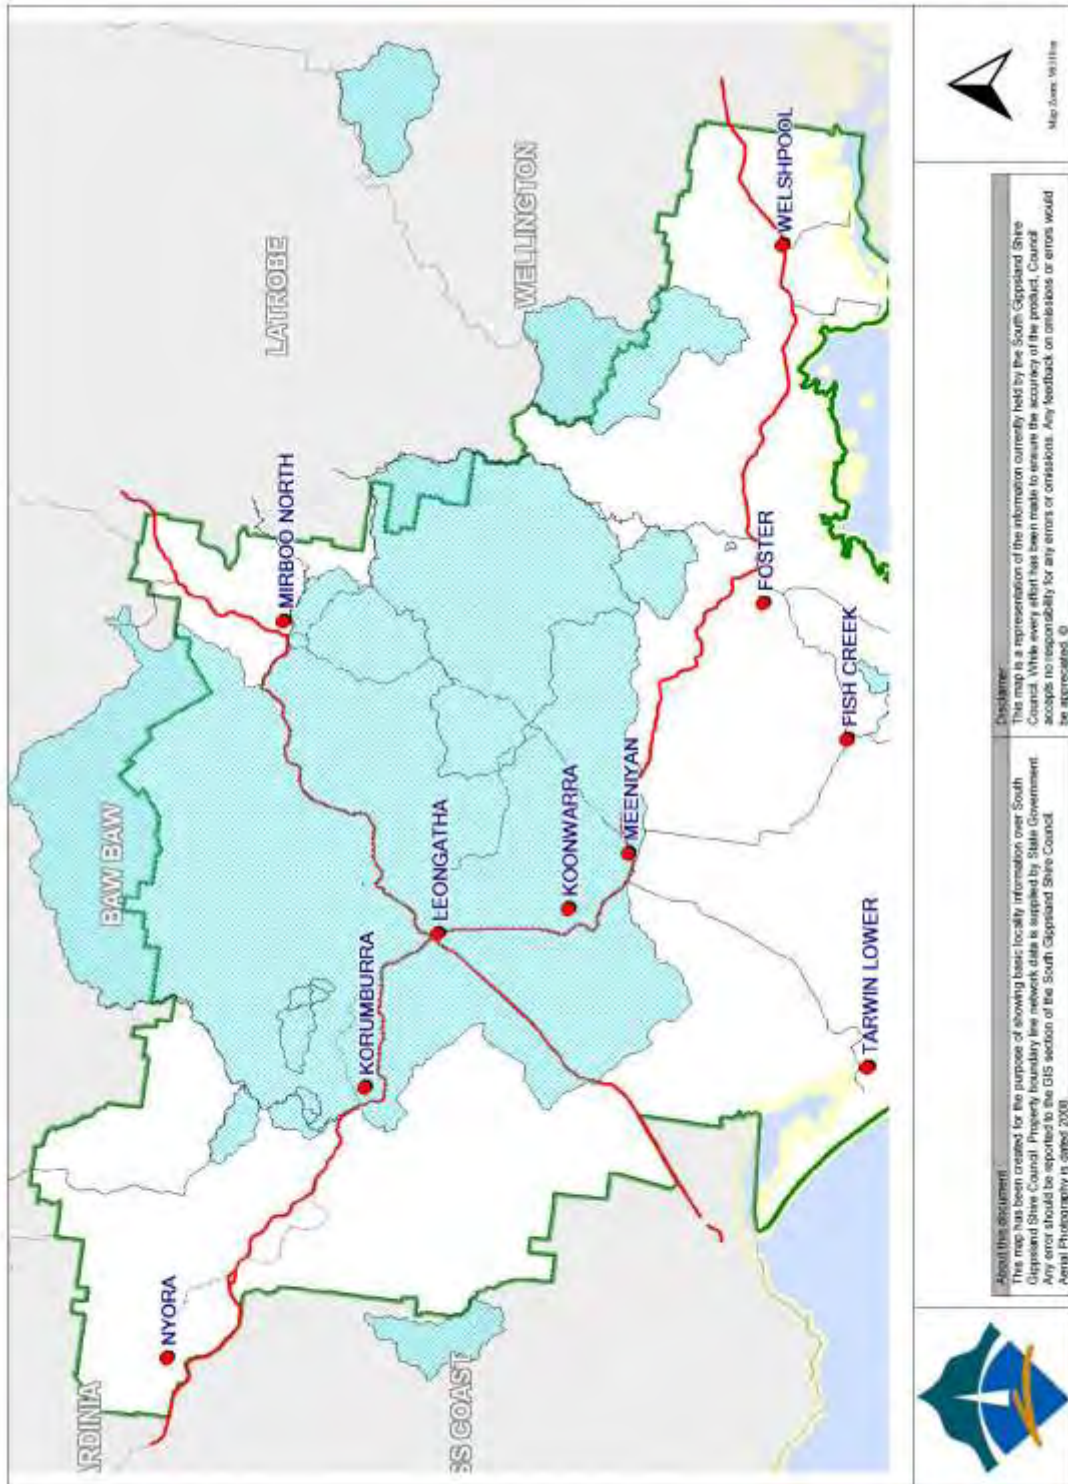 LATROBE
WELLINGTON
BAW BAW
ARDINIA
SS COAST
MIRBOO NORTH
WELSHPOOL
LEONGATHA
KORUMBURRA
KOONWARRA
MEENIYAN
FOSTER
FISH CREEK
TARWIN LOWER
NYORA
About this document
This map has been created for the purpose of showing basic locality information over South
Gippsland Shire Council. Property boundary line network data is supplied by State Government.
Any error should be reported to the GIS section of the South Gippsland Shire Council.
Aerial Photography is dated 2008.
Disclaimer
This map is a representation of the information currently held by the South Gippsland Shire
Council. While every effort has been made to ensure the accuracy of the product, Council
accepts no responsibility for any errors or omissions. Any feedback on omissions or errors would
be appreciated. ©
Map Zoom: